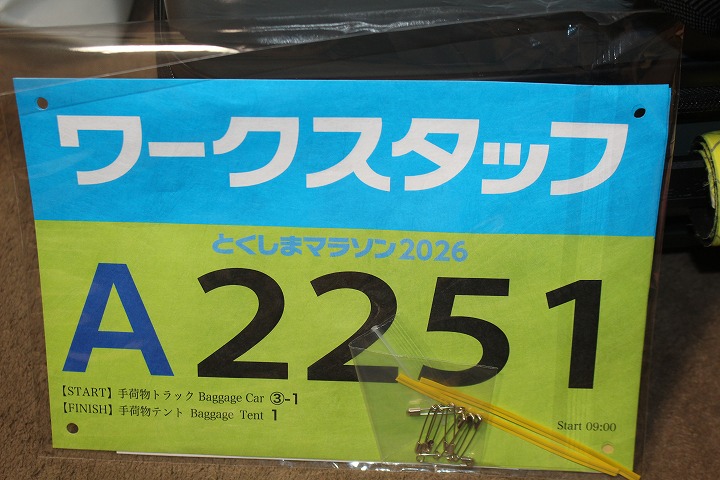 ワークスタッフ
とくしまマラソン2026
A2251
【START】手荷物トラック Baggage Car ③-1
【FINISH】手荷物テント Baggage Tent 1
Start 09:00